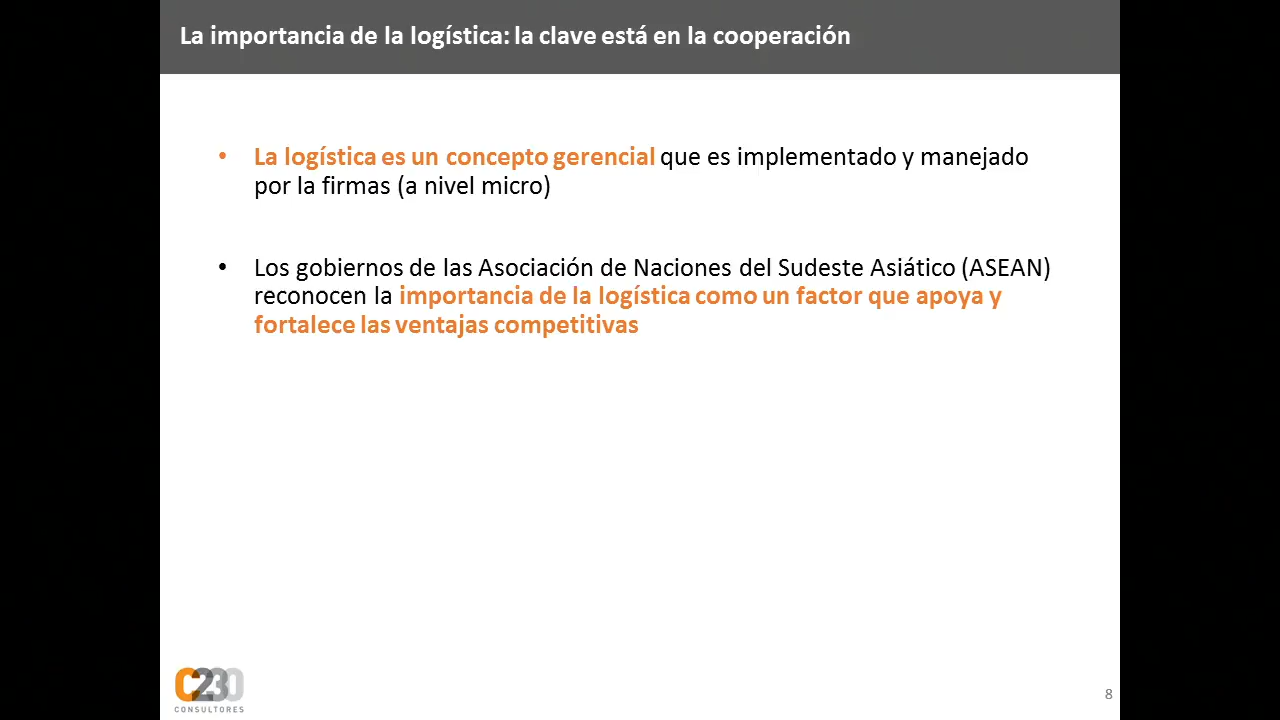 La importancia de la logística: la clave está en la cooperación
• La logística es un concepto gerencial que es implementado y manejado
por la firmas (a nivel micro)
• Los gobiernos de las Asociación de Naciones del Sudeste Asiático (ASEAN)
reconocen la importancia de la logística como un factor que apoya y
fortalece las ventajas competitivas
C230
CONSULTORES
8